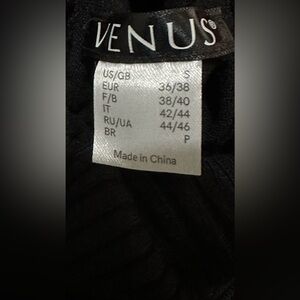 VENUS®
US/GB S
EUR 36/38
F/B 38/40
IT 42/44
RU/UA 44/46
BR P
Made in China